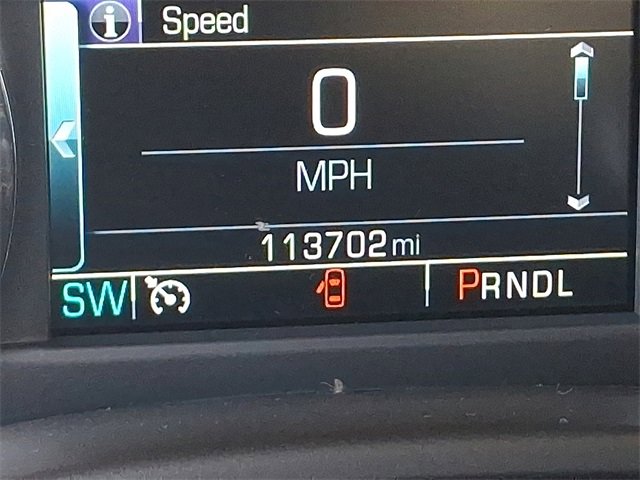 i Speed
0
MPH
113702 mi
SW PRNDL